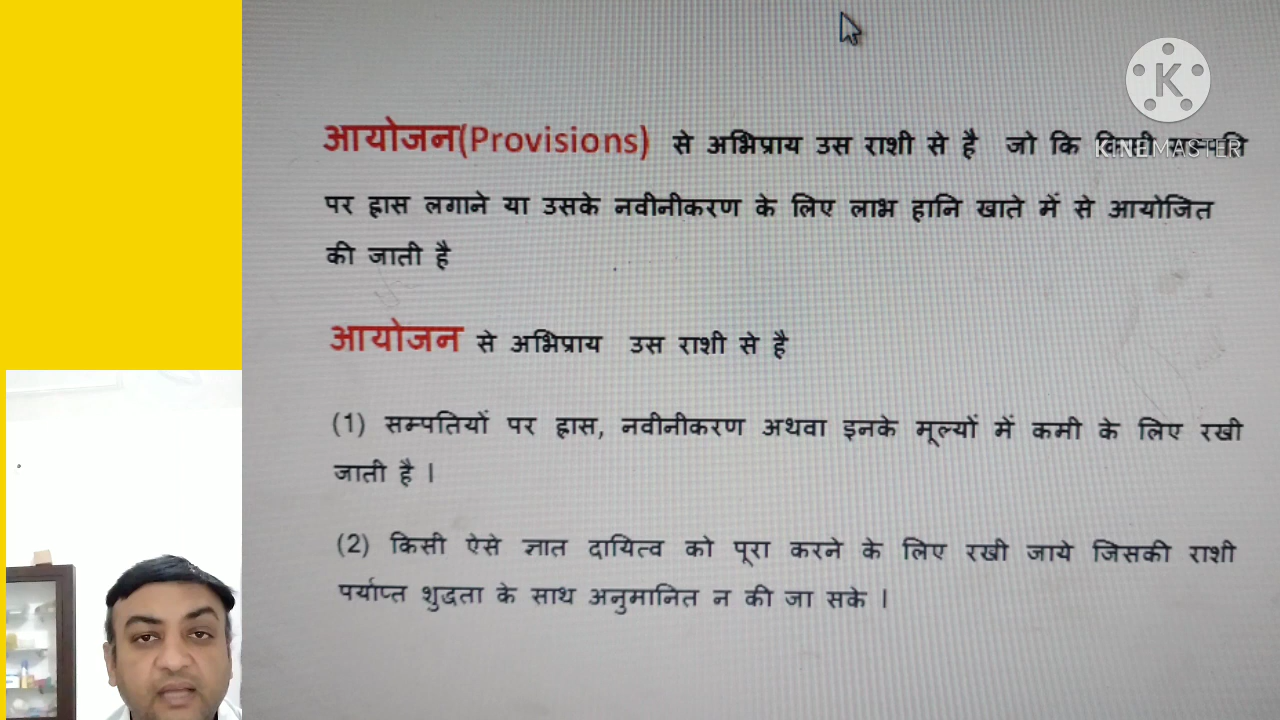 आयोजन(Provisions) से अभिप्राय उस राशी से है जो कि किसी
पर ह्रास लगाने या उसके नवीनीकरण के लिए लाभ हानि खाते में से आयोजित
की जाती है
आयोजन से अभिप्राय उस राशी से है
(1) सम्पतियों पर ह्रास, नवीनीकरण अथवा इनके मूल्यों में कमी के लिए रखी
जाती है ।
(2) किसी ऐसे ज्ञात दायित्व को पूरा करने के लिए रखी जाये जिसकी राशी
पर्याप्त शुद्धता के साथ अनुमानित न की जा सके ।
K
KINEMASTER